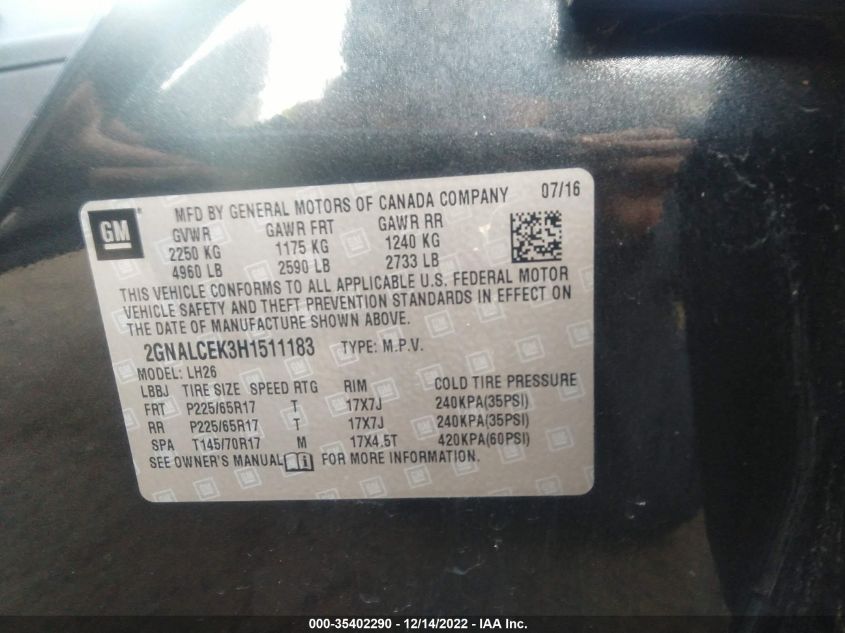 GM
MFD BY GENERAL MOTORS OF CANADA COMPANY 07/16
GVWR GAWR FRT GAWR RR
2250 KG 1175 KG 1240 KG
4960 LB 2590 LB 2733 LB
THIS VEHICLE CONFORMS TO ALL APPLICABLE U.S. FEDERAL MOTOR
VEHICLE SAFETY AND THEFT PREVENTION STANDARDS IN EFFECT ON
THE DATE OF MANUFACTURE SHOWN ABOVE.
2GNALCEK3H1511183 TYPE: M.P.V.
MODEL: LH26
LBBJ TIRE SIZE SPEED RTG RIM COLD TIRE PRESSURE
FRT P225/65R17 T 17X7J 240KPA(35PSI)
RR P225/65R17 T 17X7J 240KPA(35PSI)
SPA T145/70R17 M 17X4.5T 420KPA(60PSI)
SEE OWNER'S MANUAL FOR MORE INFORMATION.
000-35402290 - 12/14/2022 - IAA Inc.